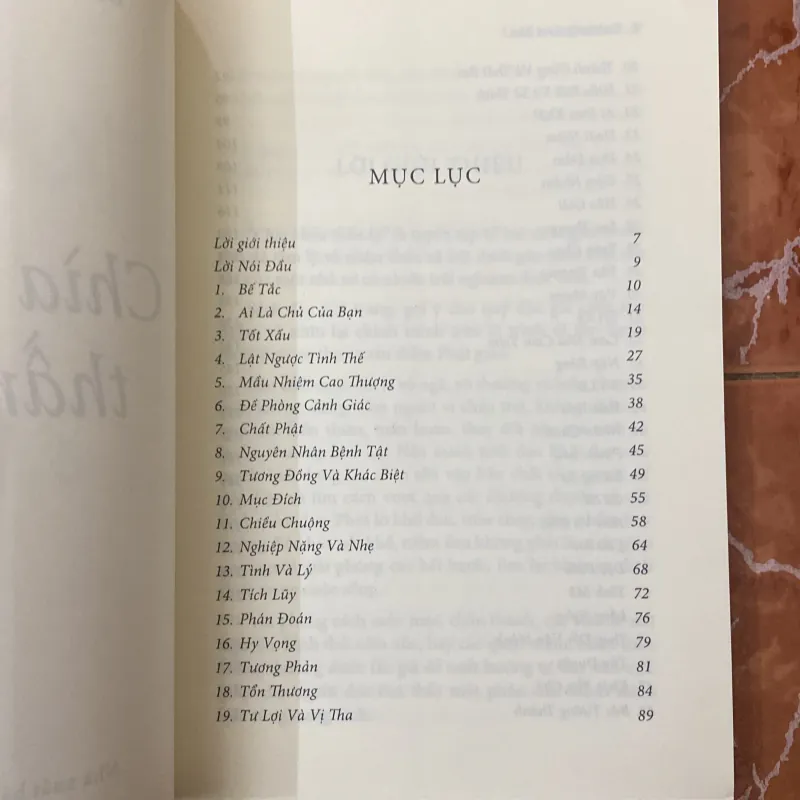 MỤC LỤC
Lời giới thiệu 7
Lời Nói Đầu 9
1. Bế Tắc 10
2. Ai Là Chủ Của Bạn 14
3. Tốt Xấu 19
4. Lật Ngược Tình Thế 27
5. Mầu Nhiệm Cao Thượng 35
6. Đề Phòng Cảnh Giác 38
7. Chất Phật 42
8. Nguyên Nhân Bệnh Tật 45
9. Tương Đồng Và Khác Biệt 49
10. Mục Đích 55
11. Chiều Chuộng 58
12. Nghiệp Nặng Và Nhẹ 64
13. Tình Và Lý 68
14. Tích Lũy 72
15. Phán Đoán 76
16. Hy Vọng 79
17. Tương Phản 81
18. Tổn Thương 84
19. Tư Lợi Và Vị Tha 89